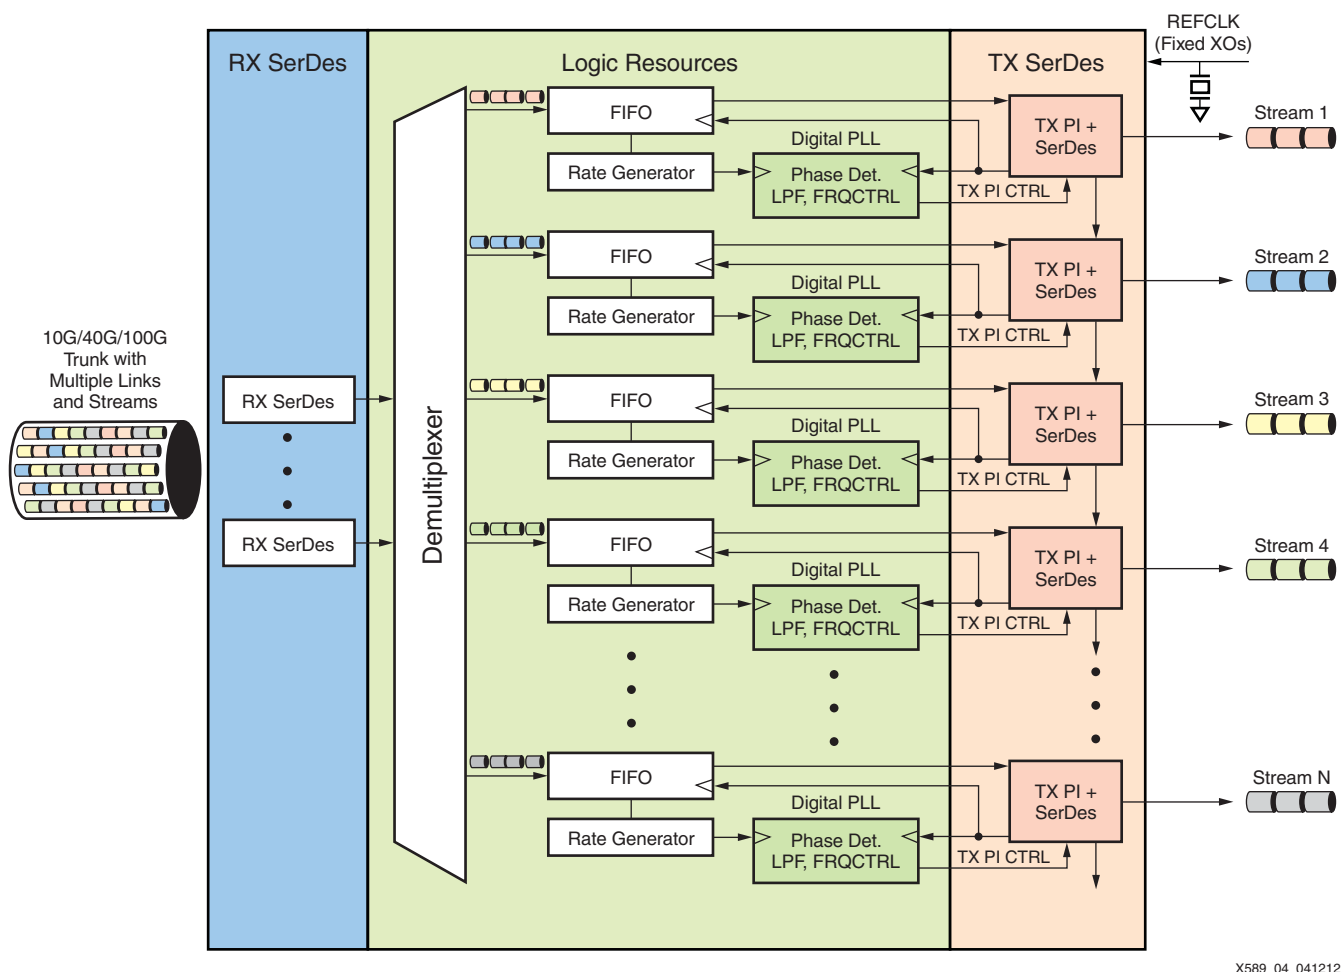 REFCLK
(Fixed XOs)
RX SerDes
Logic Resources
TX SerDes
FIFO
TX PI +
SerDes
Stream 1
Digital PLL
Rate Generator
Phase Det.
LPF, FRQCTRL
TX PI CTRL
FIFO
TX PI +
SerDes
Stream 2
Digital PLL
Rate Generator
Phase Det.
LPF, FRQCTRL
TX PI CTRL
10G/40G/100G
Trunk with
Multiple Links
and Streams
RX SerDes
Demultiplexer
FIFO
TX PI +
SerDes
Stream 3
Digital PLL
Rate Generator
Phase Det.
LPF, FRQCTRL
TX PI CTRL
RX SerDes
FIFO
TX PI +
SerDes
Stream 4
Digital PLL
Rate Generator
Phase Det.
LPF, FRQCTRL
TX PI CTRL
FIFO
TX PI +
SerDes
Stream N
Digital PLL
Rate Generator
Phase Det.
LPF, FRQCTRL
TX PI CTRL
X589_04_041212